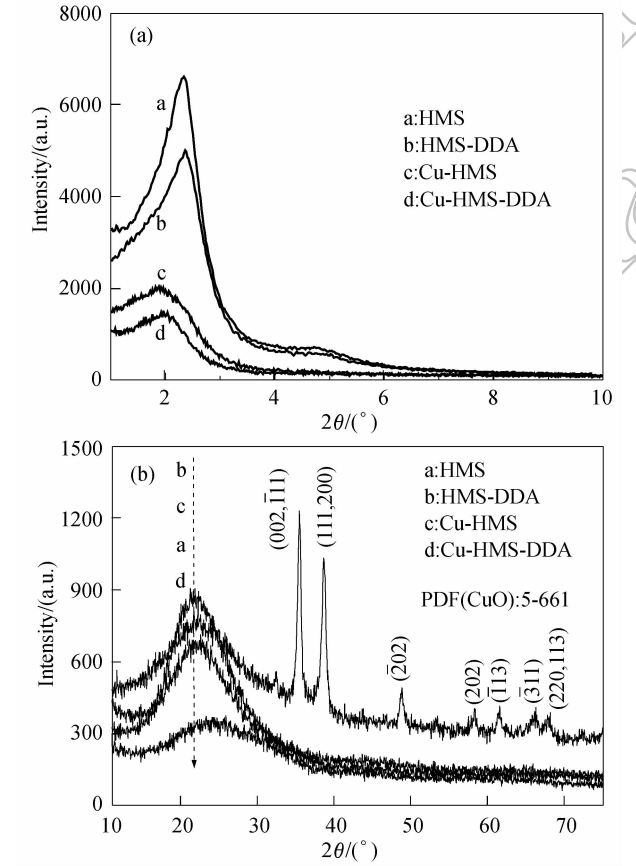 8000
(a)
6000
a
a:HMS
b:HMS-DDA
c:Cu-HMS
d:Cu-HMS-DDA
Intensity/(a.u.)
4000
b
2000
c
d
0
2 4 6 8 10
2θ/(°)
1500
(b)
b
c
a
d
a:HMS
b:HMS-DDA
c:Cu-HMS
d:Cu-HMS-DDA
PDF(CuO):5-661
(002,1̄11)
(111,200)
(2̄02)
(202)
(1̄13)
(3̄11)
(220,113)
1200
900
Intensity/(a.u.)
600
300
0
10 20 30 40 50 60 70
2θ/(°)